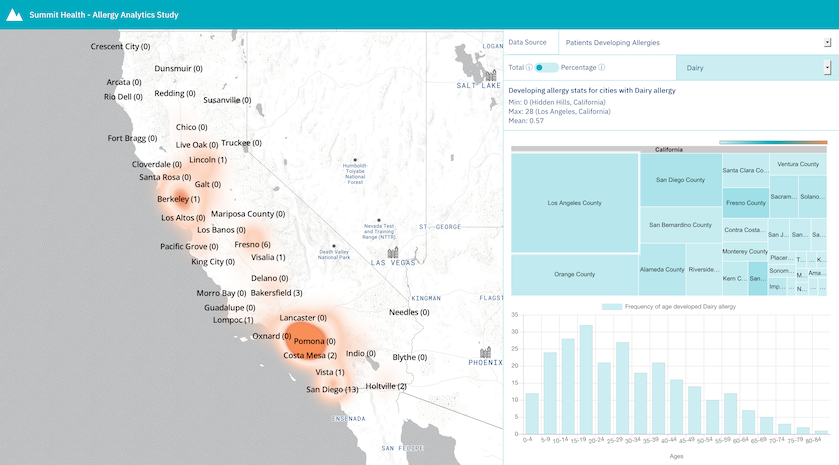 Summit Health - Allergy Analytics Study
Crescent City (0)
Dunsmuir (0)
Arcata (0)
Redding (0)
Rio Dell (0)
Susanville (0)
Chico (0)
Fort Bragg (0)
Live Oak (0)
Truckee (0)
Cloverdale (0)
Lincoln (1)
Santa Rosa (0)
Galt (0)
Berkeley (1)
Los Altos (0)
Mariposa County (0)
Los Banos (0)
Pacific Grove (0)
Fresno (6)
King City (0)
Visalia (1)
Delano (0)
Morro Bay (0)
Bakersfield (3)
Guadalupe (0)
Lompoc (1)
Lancaster (0)
Needles (0)
Oxnard (0)
Pomona (0)
Costa Mesa (2)
Indio (0)
Blythe (0)
Vista (1)
San Diego (13)
Holtville (2)
LOGAN
SALT LAKE
Humboldt-
Toiyabe
National
Forest
Nevada Test
and Training
Range (NTTR)
ST. GEORGE
Death Valley
National Park
LAS VEGAS
KINGMAN
FLAGST
PHOENIX
ENSENADA
SAN FELIPE
Data Source
Patients Developing Allergies
Total
Percentage
Dairy
Developing allergy stats for cities with Dairy allergy
Min: 0 (Hidden Hills, California)
Max: 28 (Los Angeles, California)
Mean: 0.57
California
Los Angeles County
Orange County
San Diego County
San Bernardino County
Alameda County
Riverside...
Santa Clara Co...
Fresno County
Contra Costa...
Monterey County
Kern C...
San...
Ventura County
Sacram...
Solano...
San J...
San...
Sa...
Placer...
T...
...
K...
Sonom...
M...
Ama...
Imp...
...
N...
...
...
Frequency of age developed Dairy allergy
35
30
25
20
15
10
5
0
0-4
5-9
10-14
15-19
20-24
25-29
30-34
35-39
40-44
45-49
50-54
55-59
60-64
65-69
70-74
75-79
80-84
Ages